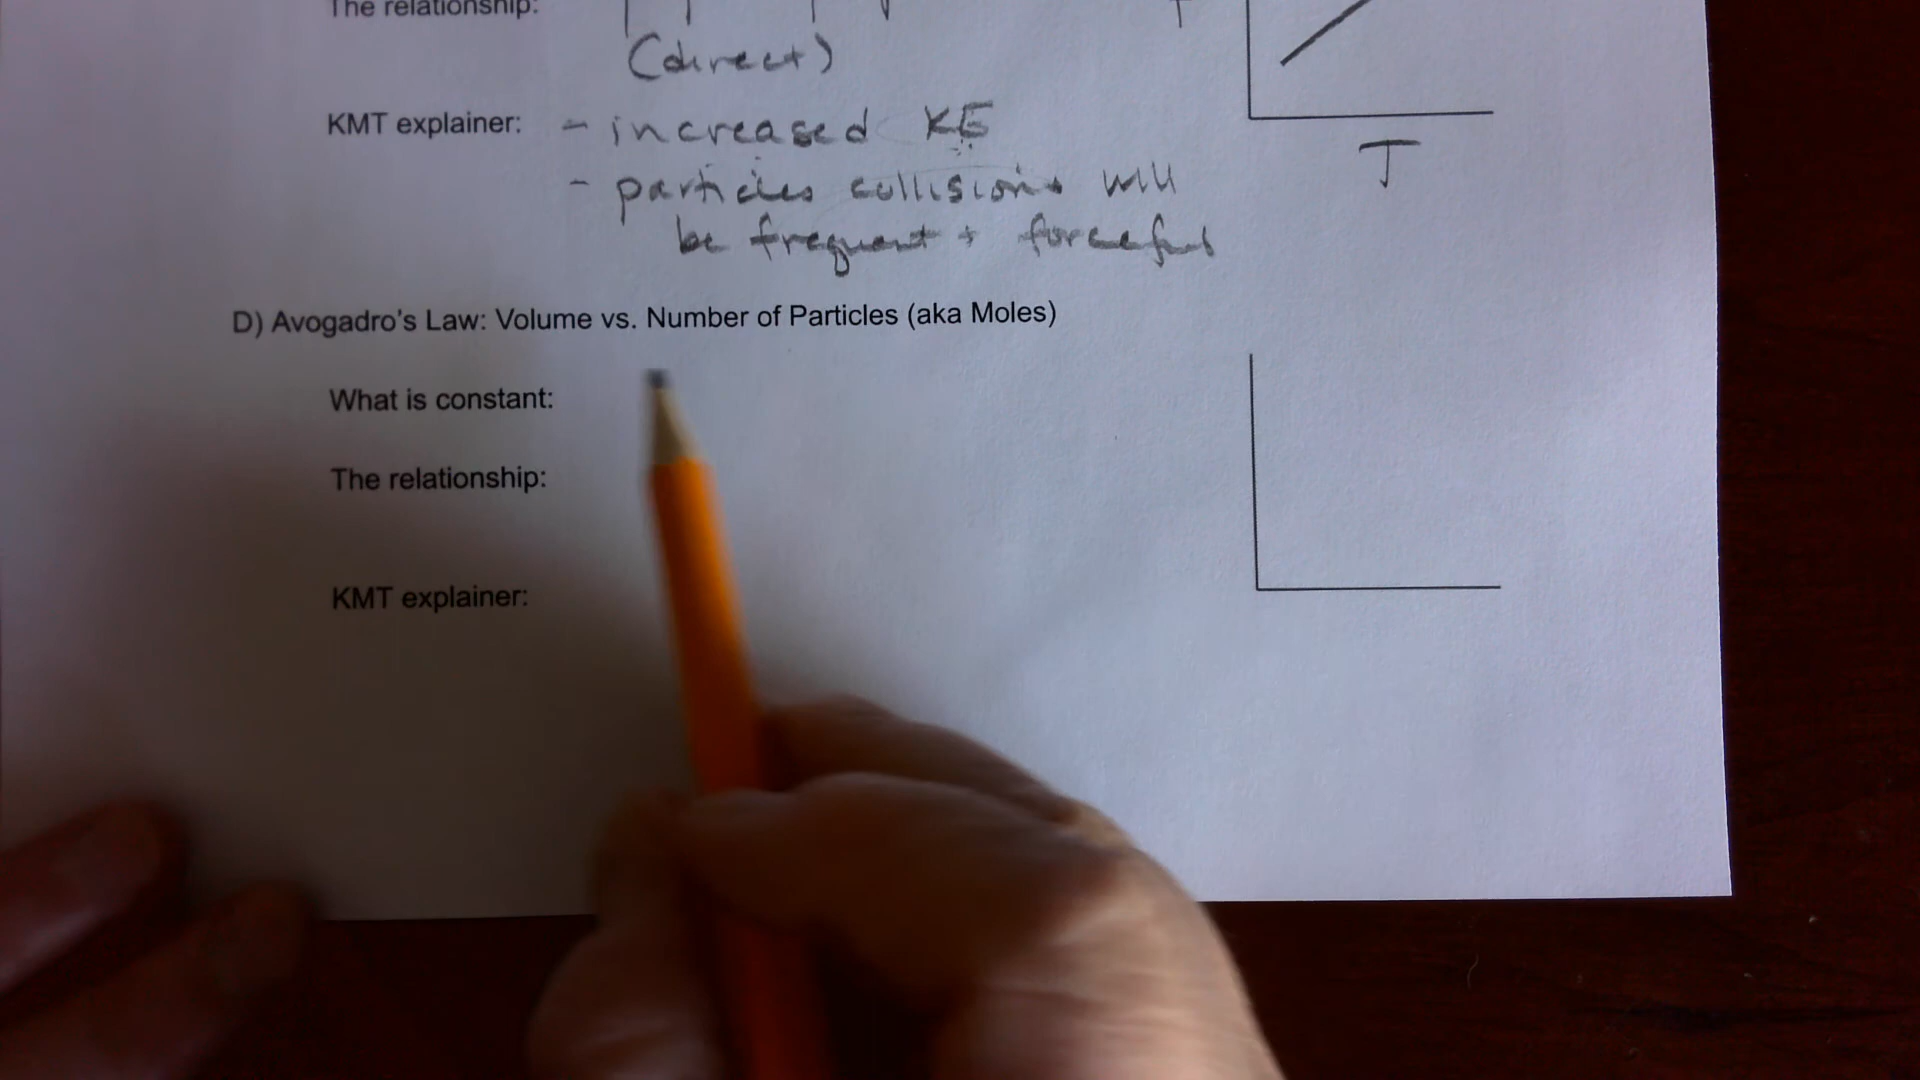 The relationship:
(direct)
KMT explainer: - increased KE
T
- particles collisions will
be frequent + forceful
D) Avogadro's Law: Volume vs. Number of Particles (aka Moles)
What is constant:
The relationship:
KMT explainer: